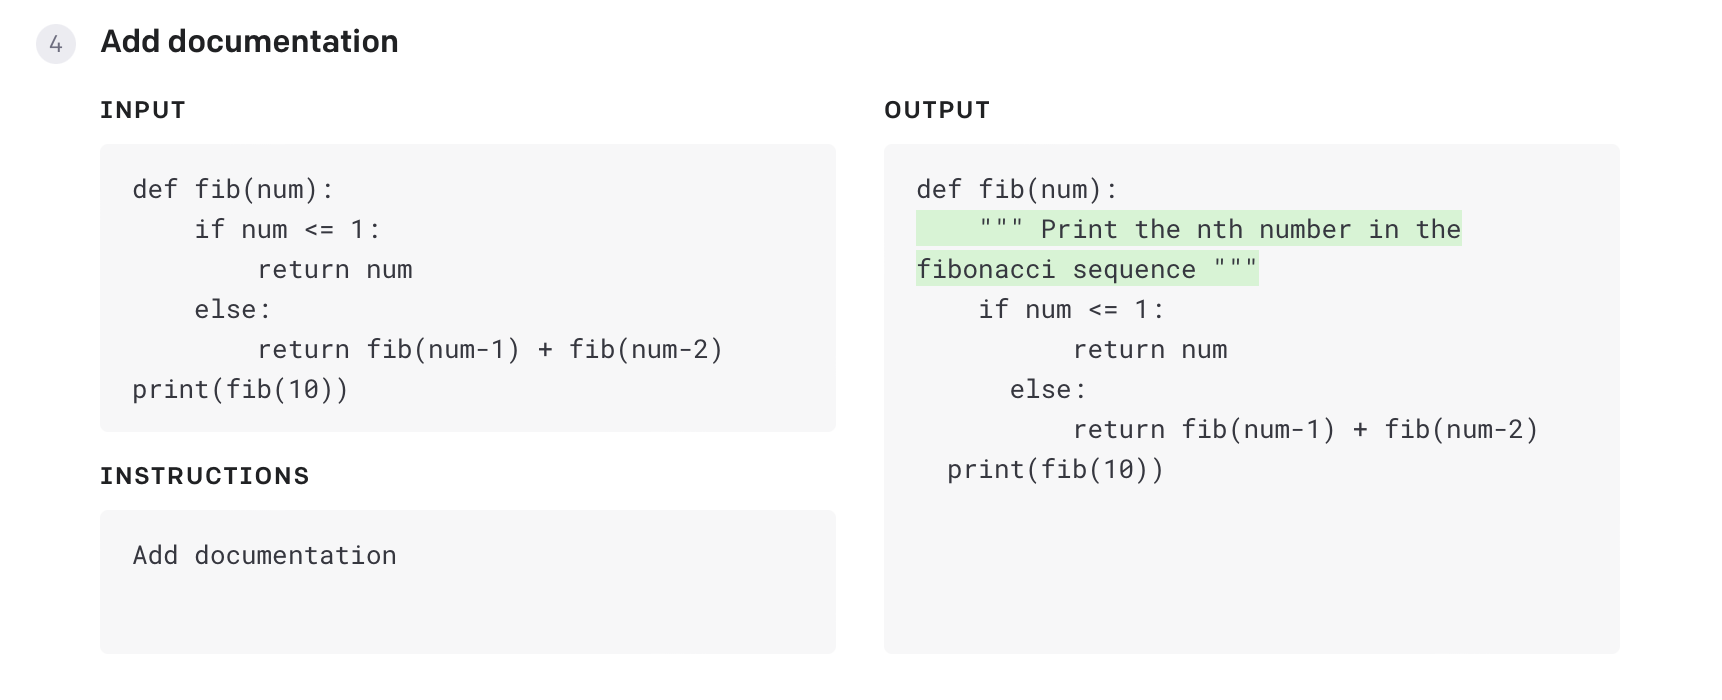 4 Add documentation
INPUT
def fib(num):
    if num <= 1:
        return num
    else:
        return fib(num-1) + fib(num-2)
print(fib(10))
INSTRUCTIONS
Add documentation
OUTPUT
def fib(num):
    """ Print the nth number in the
fibonacci sequence """
    if num <= 1:
          return num
      else:
          return fib(num-1) + fib(num-2)
  print(fib(10))